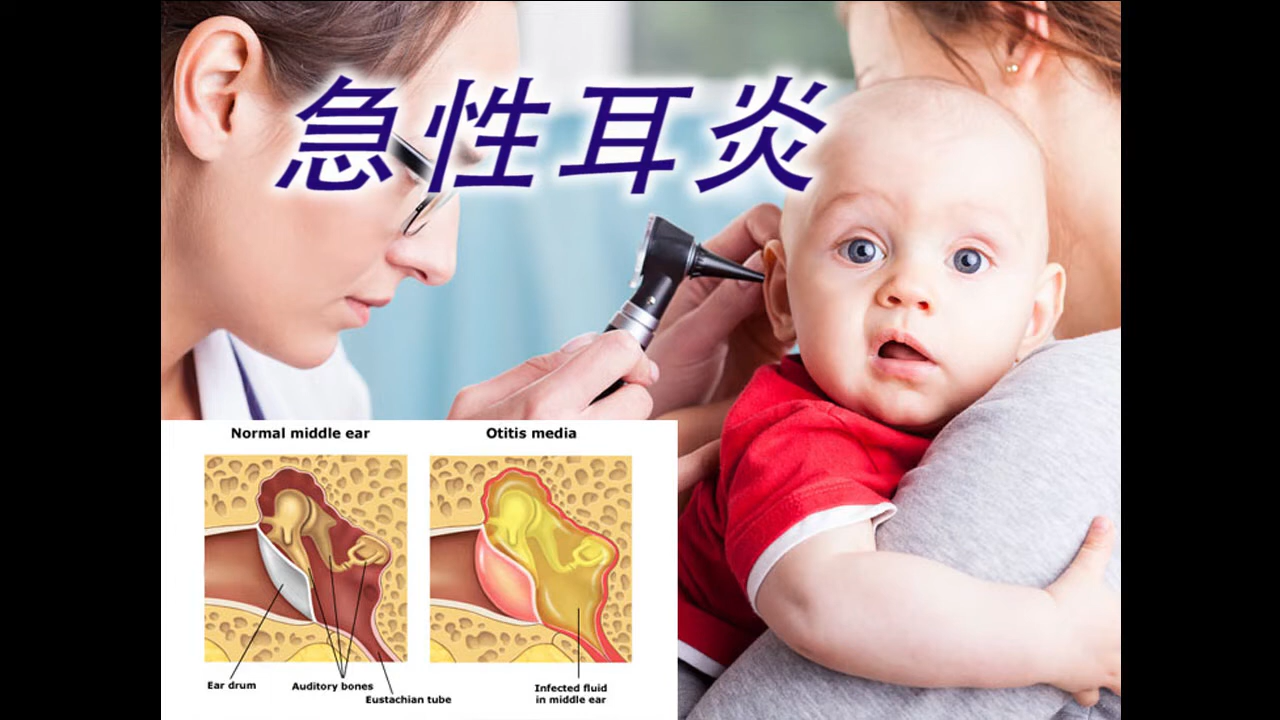 急性耳炎
Normal middle ear
Otitis media
Ear drum
Auditory bones
Eustachian tube
Infected fluid
in middle ear